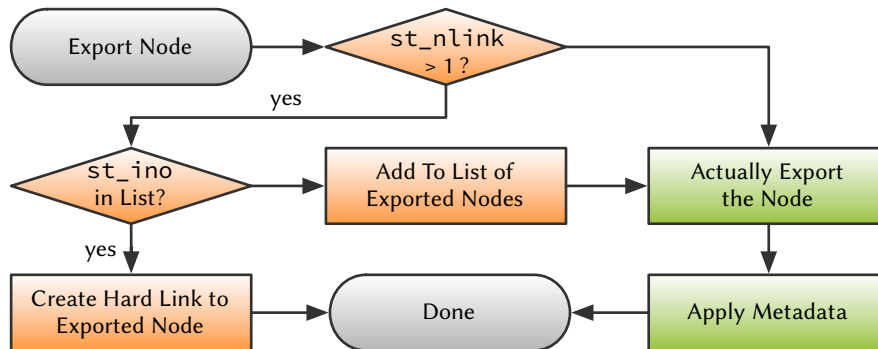 Export Node
st_nlink
> 1?
yes
st_ino
in List?
Add To List of
Exported Nodes
Actually Export
the Node
yes
Create Hard Link to
Exported Node
Done
Apply Metadata